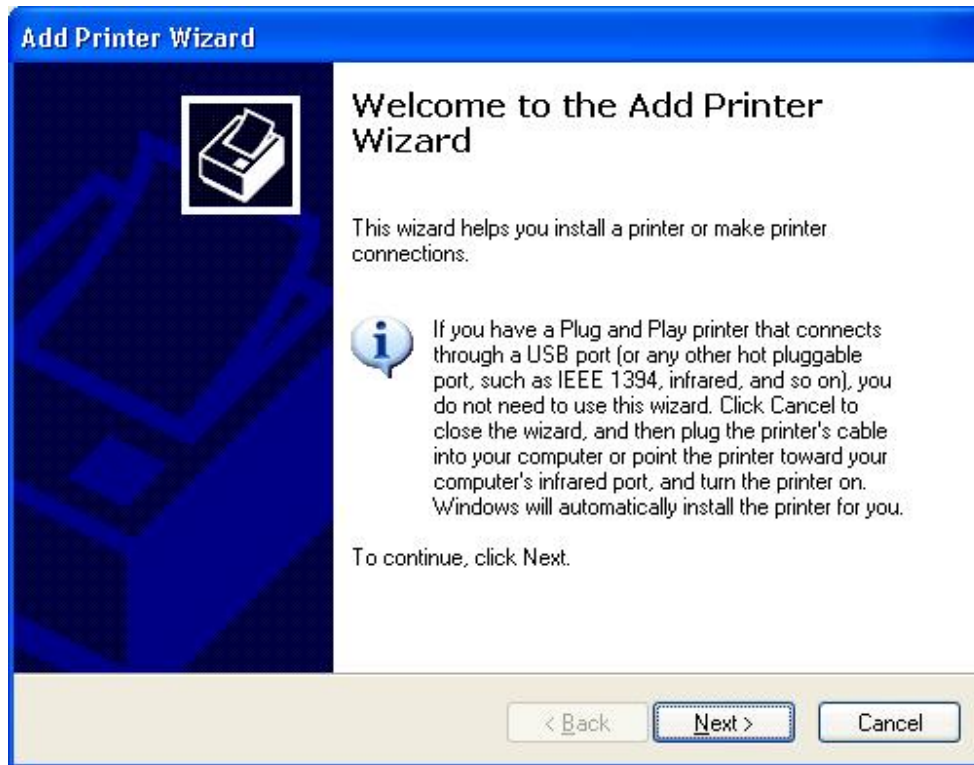 Add Printer Wizard
Welcome to the Add Printer
Wizard
This wizard helps you install a printer or make printer
connections.
If you have a Plug and Play printer that connects
through a USB port (or any other hot pluggable
port, such as IEEE 1394, infrared, and so on), you
do not need to use this wizard. Click Cancel to
close the wizard, and then plug the printer's cable
into your computer or point the printer toward your
computer's infrared port, and turn the printer on.
Windows will automatically install the printer for you.
To continue, click Next.
< Back Next > Cancel